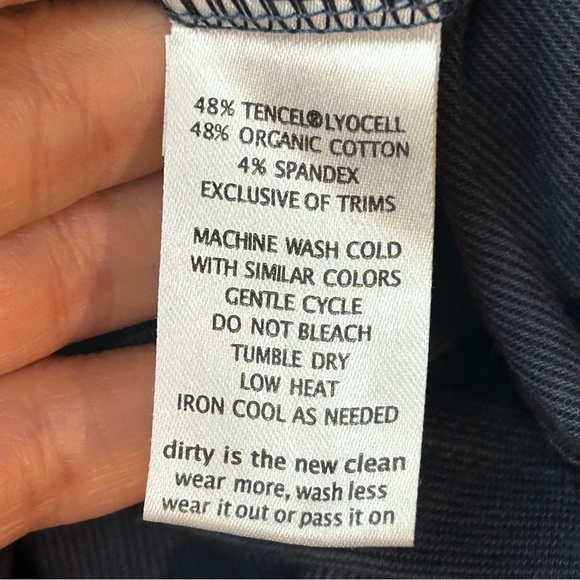 48% TENCEL®LYOCELL
48% ORGANIC COTTON
4% SPANDEX
EXCLUSIVE OF TRIMS
MACHINE WASH COLD
WITH SIMILAR COLORS
GENTLE CYCLE
DO NOT BLEACH
TUMBLE DRY
LOW HEAT
IRON COOL AS NEEDED
dirty is the new clean
wear more, wash less
wear it out or pass it on